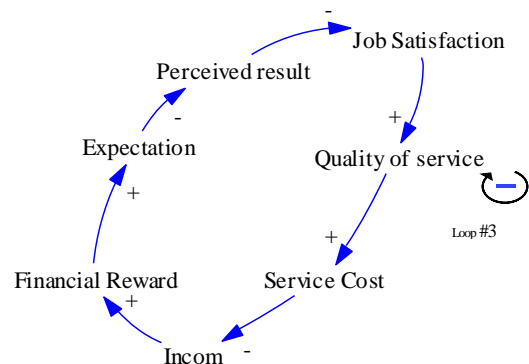 -
Job Satisfaction
Perceived result
+
-
Expectation
Quality of service
+
−
Loop #3
+
Financial Reward
Service Cost
+
-
Incom